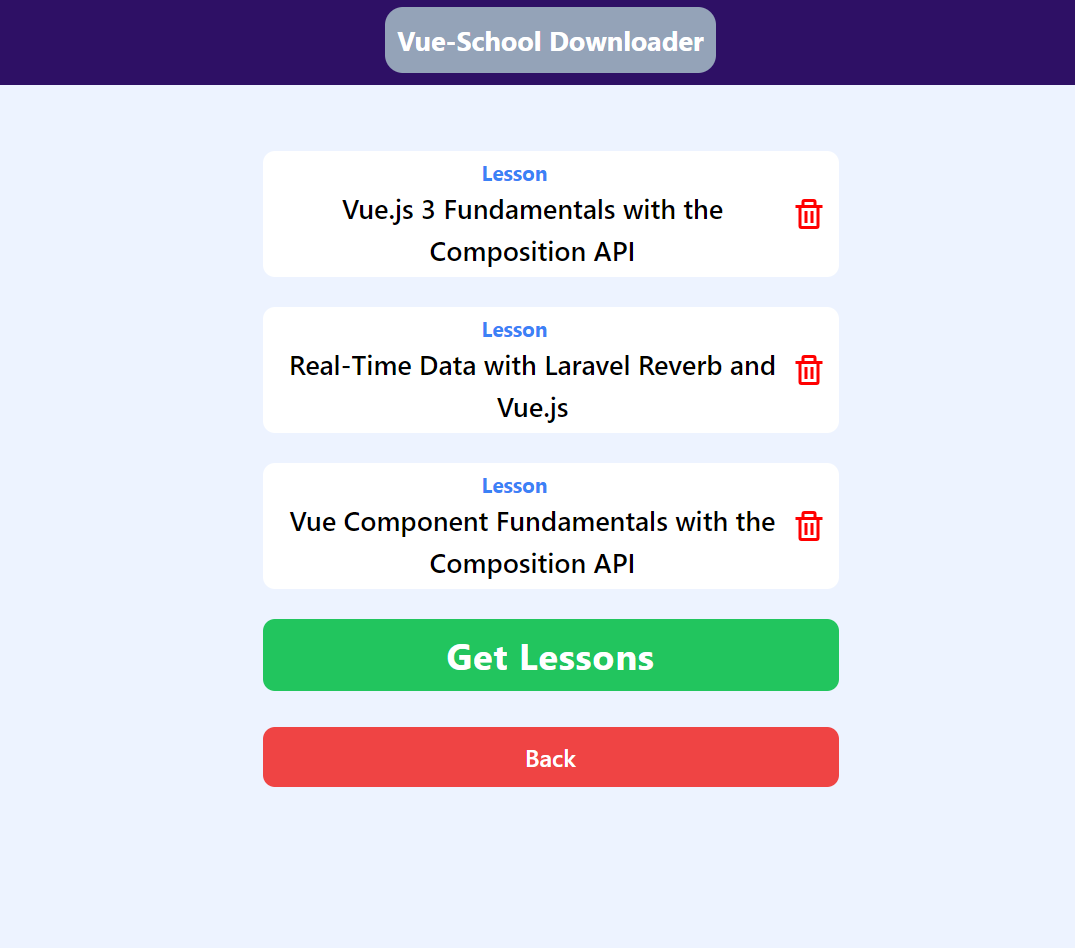 Vue-School Downloader
Lesson
Vue.js 3 Fundamentals with the
Composition API
Lesson
Real-Time Data with Laravel Reverb and
Vue.js
Lesson
Vue Component Fundamentals with the
Composition API
Get Lessons
Back